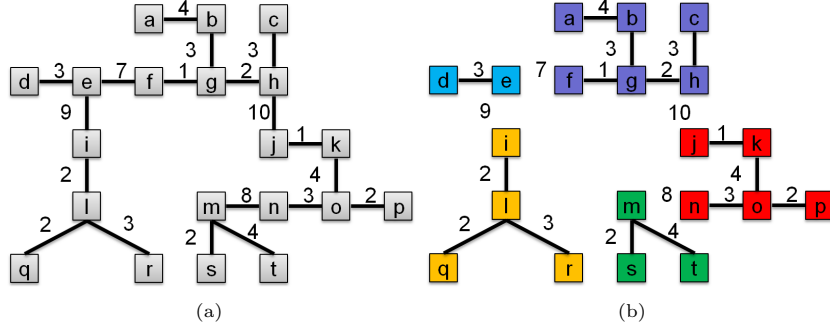 4 4
a b c a b c
3 3 3 3
3 7 1 2 3 7 1 2
d e f g h d e f g h
9 10 9 10
1 1
i j k i j k
2 4 2 4
8 3 2 8 3 2
l m n o p l m n o p
2 3 2 4 2 3 2 4
q r s t q r s t
(a) (b)